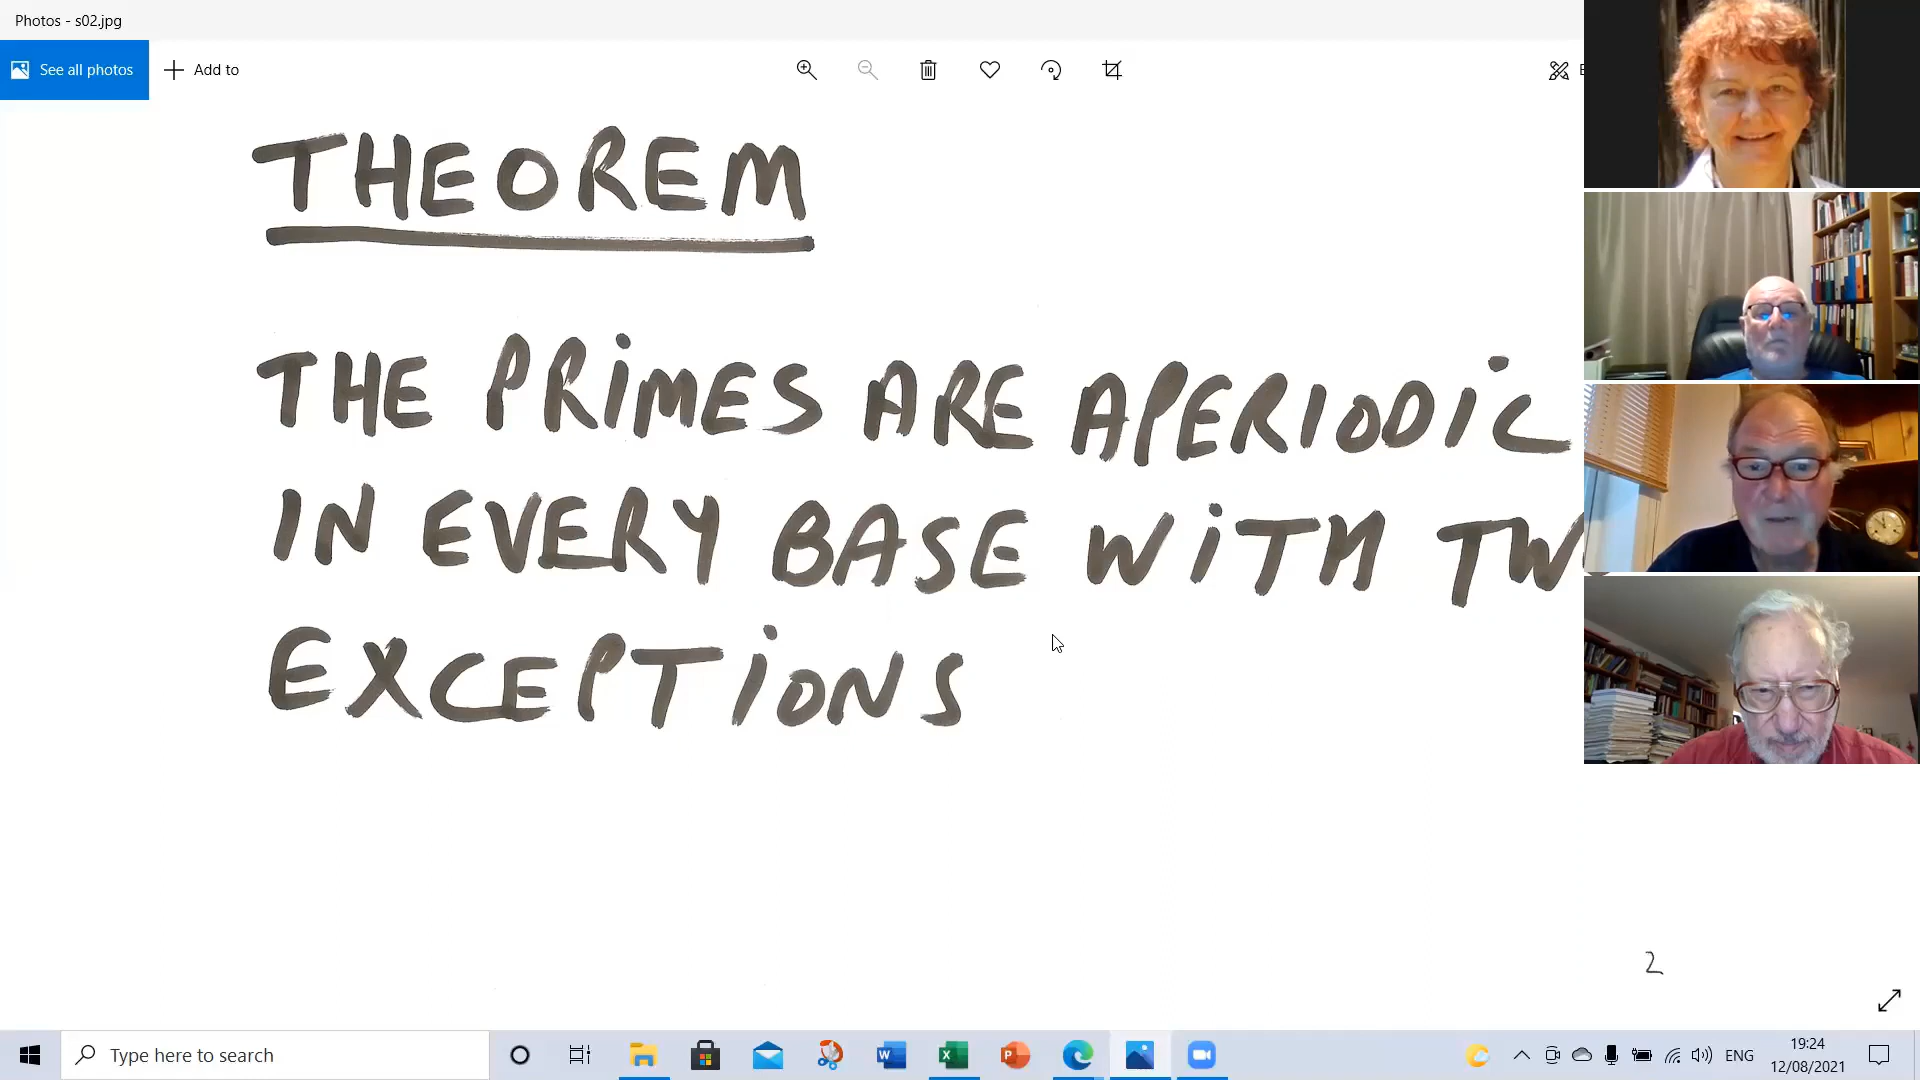 Photos - s02.jpg
See all photos
Add to
THEOREM
THE PRIMES ARE APERIODIC
IN EVERY BASE WITH TW
EXCEPTIONS
2
Type here to search
ENG
19:24
12/08/2021